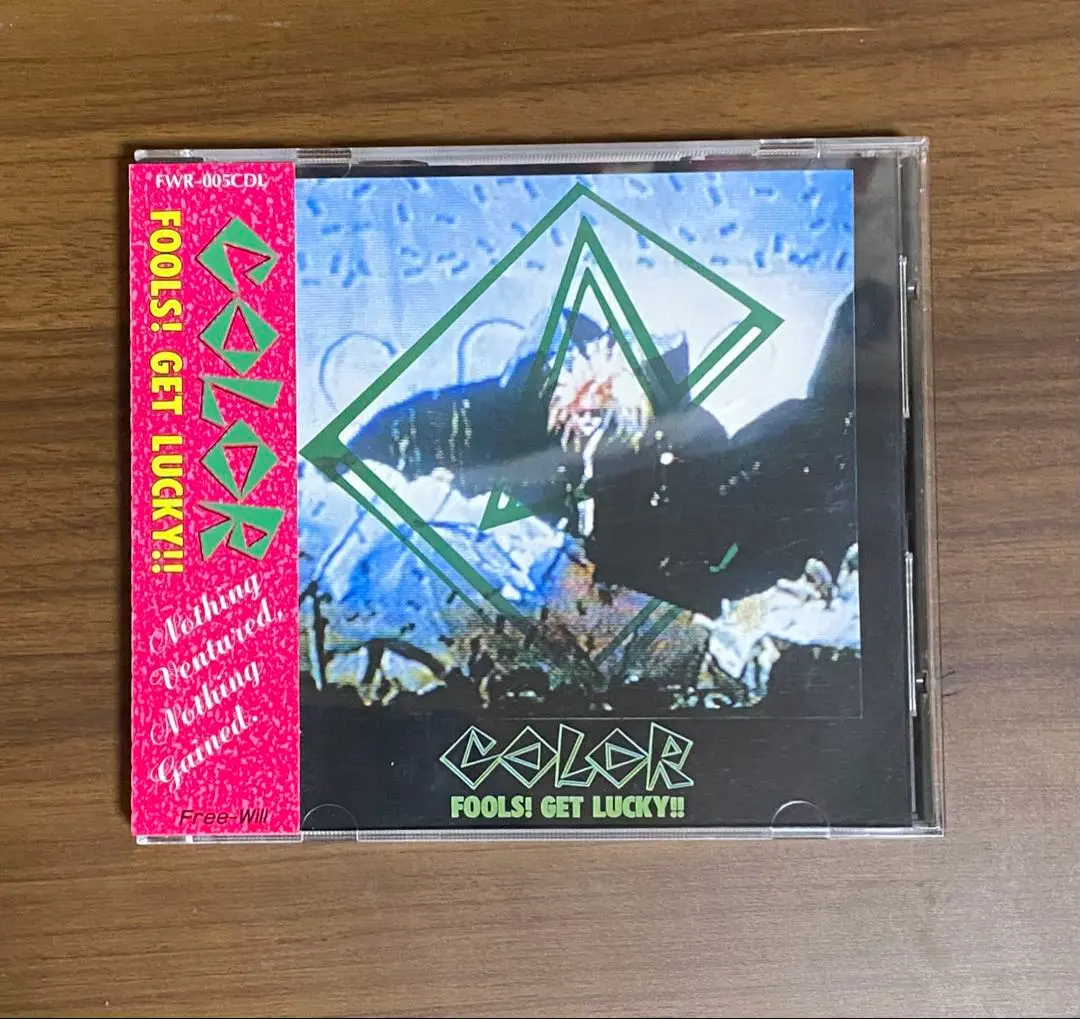 FWR-005CDL
COLOR
FOOLS! GET LUCKY!!
Nothing
Ventured,
Nothing
Gained.
Free-Will
COLOR
FOOLS! GET LUCKY!!